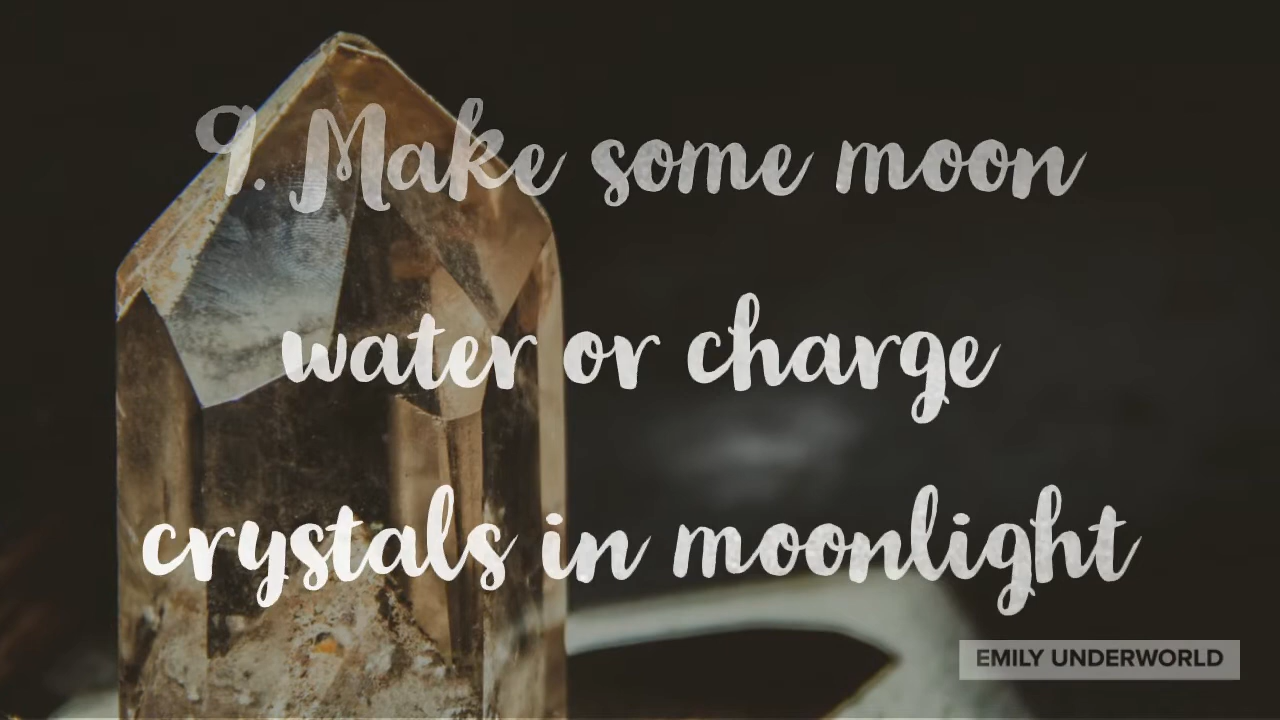 9. Make some moon
water or charge
crystals in moonlight
EMILY UNDERWORLD